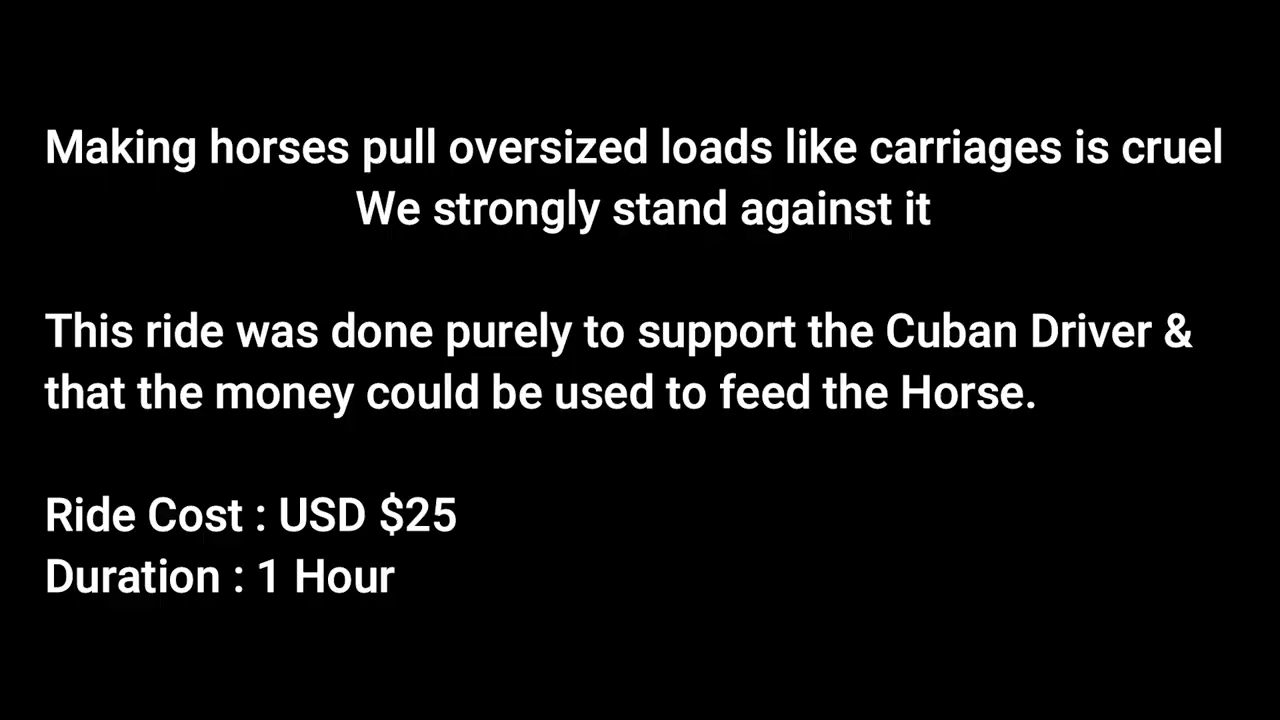 Making horses pull oversized loads like carriages is cruel
We strongly stand against it
This ride was done purely to support the Cuban Driver &
that the money could be used to feed the Horse.
Ride Cost : USD $25
Duration : 1 Hour